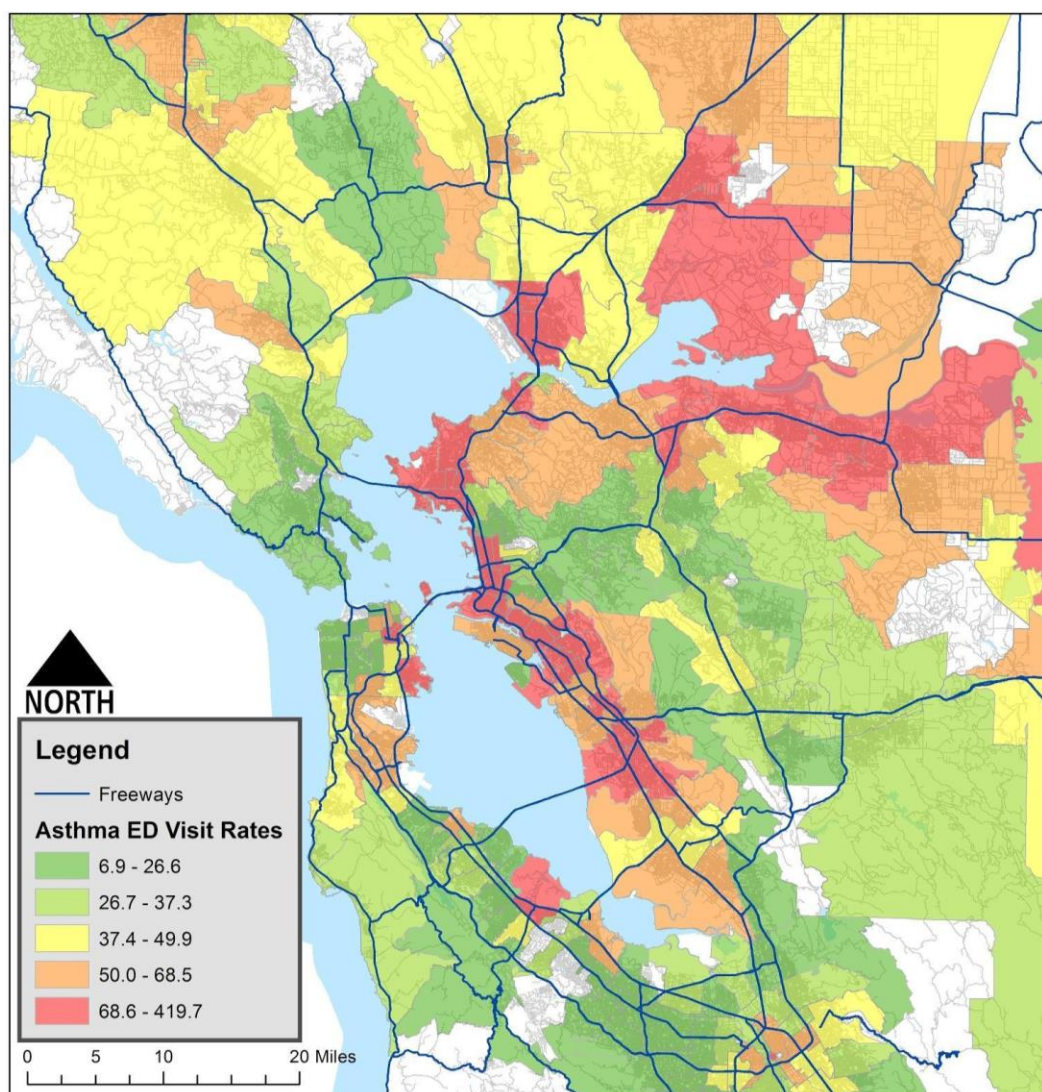 NORTH
Legend
Freeways
Asthma ED Visit Rates
6.9 - 26.6
26.7 - 37.3
37.4 - 49.9
50.0 - 68.5
68.6 - 419.7
0 5 10 20 Miles